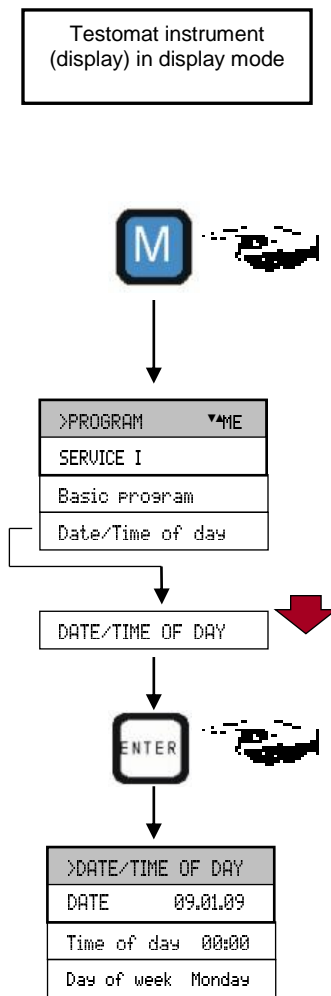 Testomat instrument
(display) in display mode
M
>PROGRAM ▼▲ME
SERVICE I
Basic program
Date/Time of day
DATE/TIME OF DAY
ENTER
>DATE/TIME OF DAY
DATE 09.01.09
Time of day 00:00
Day of week Monday